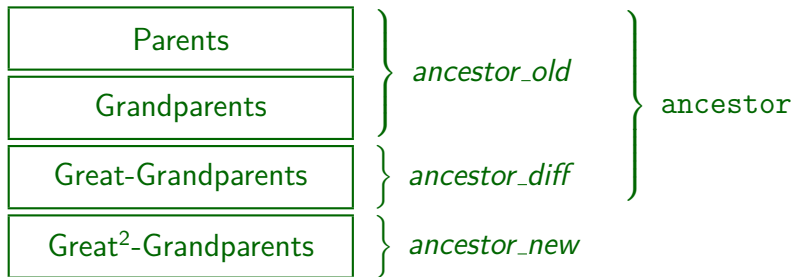 Parents
Grandparents
ancestor_old
ancestor
Great-Grandparents
ancestor_diff
Great²-Grandparents
ancestor_new